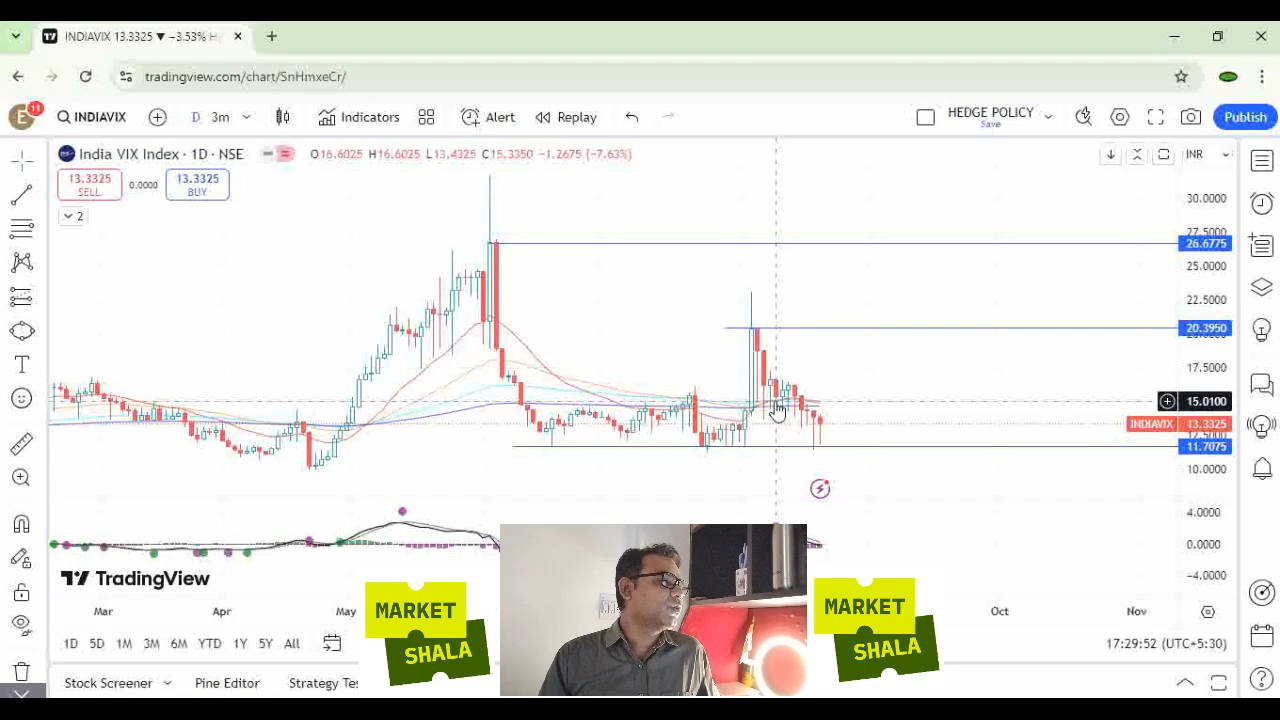 INDIAVIX 13.3325 ▼ −3.53% H
tradingview.com/chart/SnHmxeCr/
E 11 INDIAVIX D 3m Indicators Alert Replay HEDGE POLICY Save Publish
India VIX Index · 1D · NSE O16.6025 H16.6025 L13.4325 C15.3350 −1.2675 (−7.63%) INR
13.3325 SELL 0.0000 13.3325 BUY
2
30.0000
27.5000
26.6775
25.0000
22.5000
20.3950
17.5000
15.0100
INDIAVIX 13.3325
12.5000
11.7075
10.0000
4.0000
0.0000
−4.0000
TradingView
Mar Apr May Oct Nov
MARKET SHALA
MARKET SHALA
1D 5D 1M 3M 6M YTD 1Y 5Y All 17:29:52 (UTC+5:30)
Stock Screener Pine Editor Strategy Tes